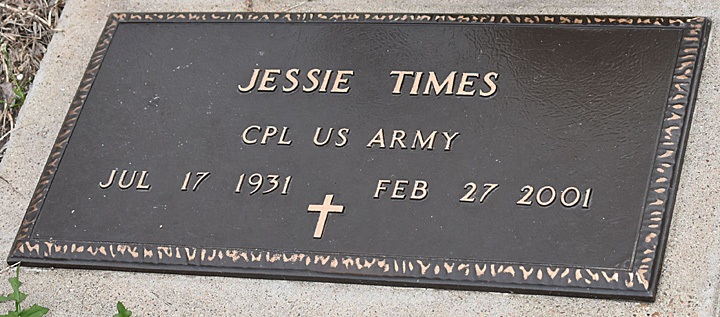 JESSIE TIMES
CPL US ARMY
JUL 17 1931 FEB 27 2001